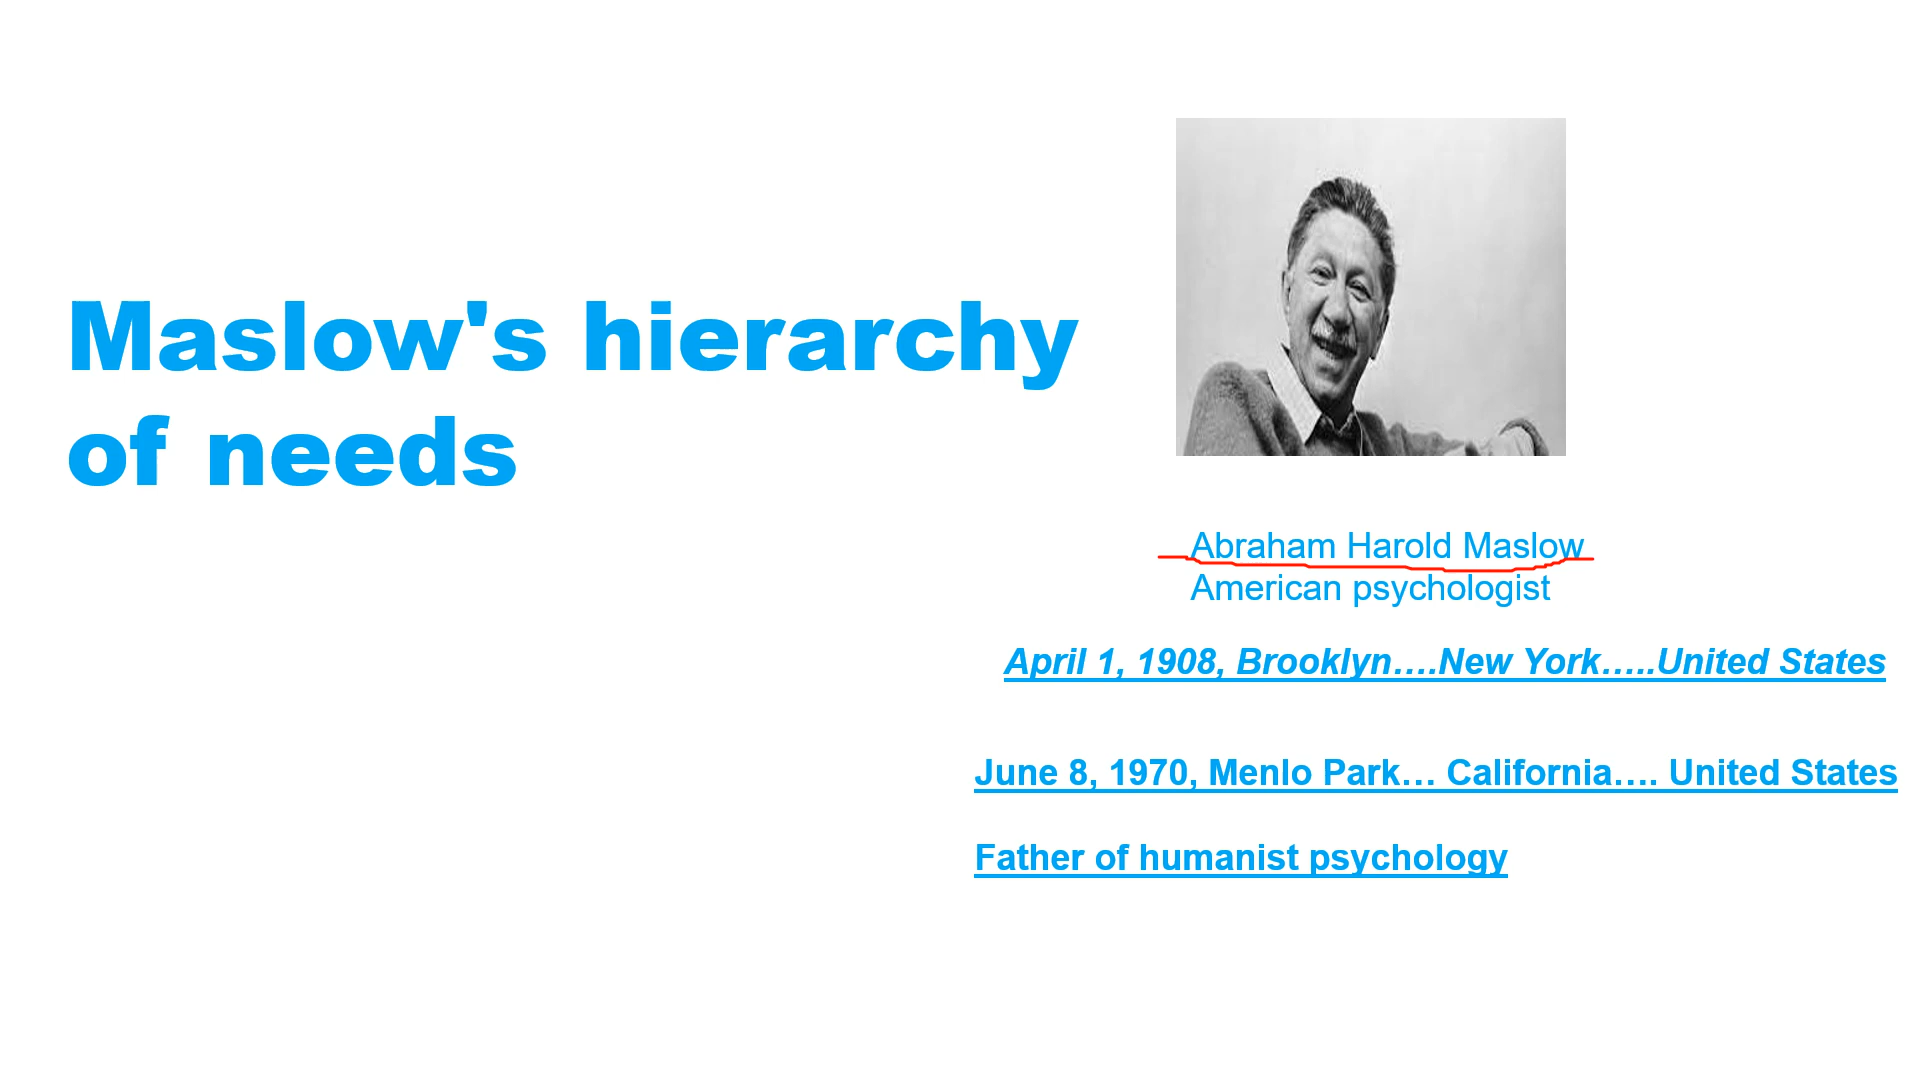 Maslow's hierarchy
of needs
Abraham Harold Maslow
American psychologist
April 1, 1908, Brooklyn….New York…..United States
June 8, 1970, Menlo Park… California…. United States
Father of humanist psychology